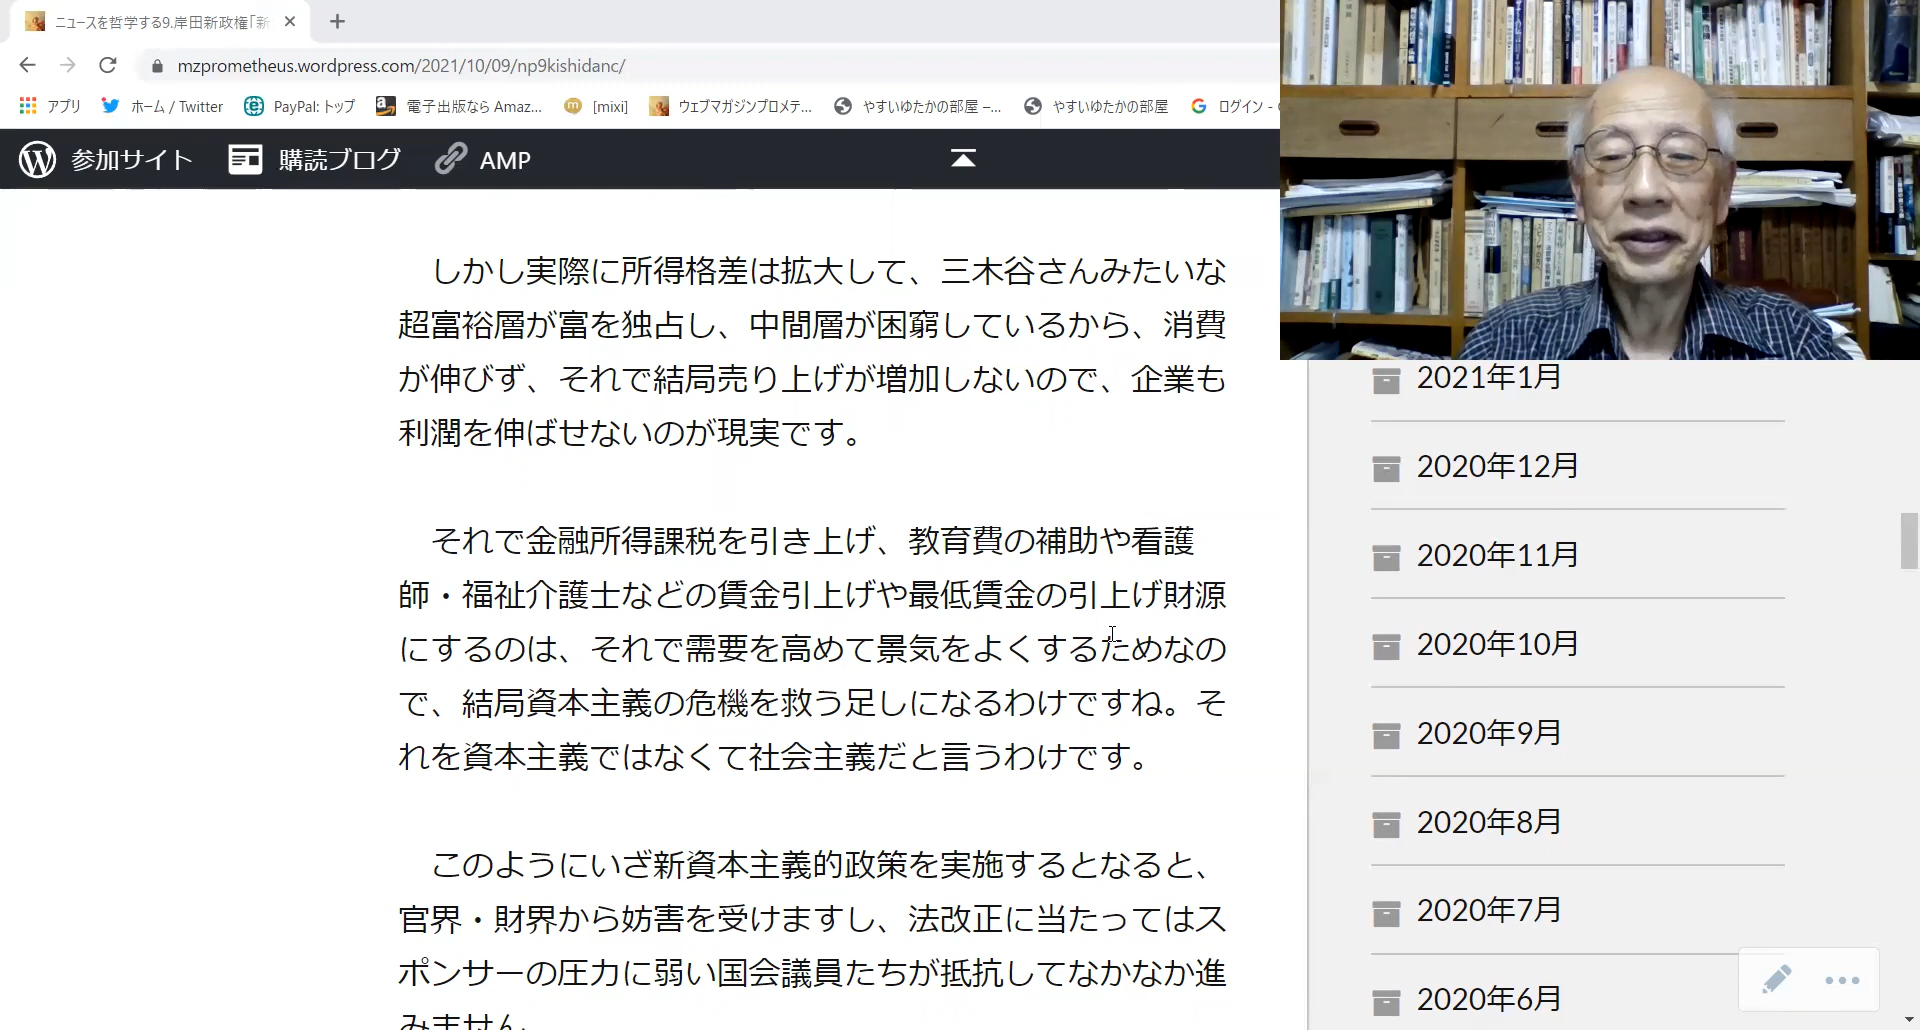 ニュースを哲学する9.岸田新政権「新
mzprometheus.wordpress.com/2021/10/09/np9kishidanc/
アプリ ホーム / Twitter PayPal: トップ 電子出版なら Amaz... [mixi] ウェブマガジンプロメテ... やすいゆたかの部屋 –... やすいゆたかの部屋 ログイン -
参加サイト 購読ブログ AMP
しかし実際に所得格差は拡大して、三木谷さんみたいな
超富裕層が富を独占し、中間層が困窮しているから、消費
が伸びず、それで結局売り上げが増加しないので、企業も
利潤を伸ばせないのが現実です。
それで金融所得課税を引き上げ、教育費の補助や看護
師・福祉介護士などの賃金引上げや最低賃金の引上げ財源
にするのは、それで需要を高めて景気をよくするためなの
で、結局資本主義の危機を救う足しになるわけですね。そ
れを資本主義ではなくて社会主義だと言うわけです。
このようにいざ新資本主義的政策を実施するとなると、
官界・財界から妨害を受けますし、法改正に当たってはス
ポンサーの圧力に弱い国会議員たちが抵抗してなかなか進
みません。
2021年1月
2020年12月
2020年11月
2020年10月
2020年9月
2020年8月
2020年7月
2020年6月